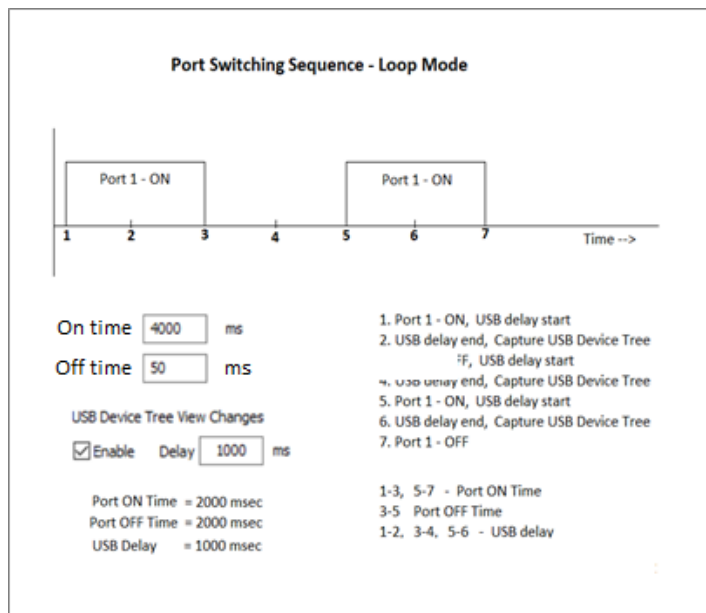 Port Switching Sequence - Loop Mode
Port 1 - ON
Port 1 - ON
1 2 3 4 5 6 7
Time -->
On time 4000 ms
Off time 50 ms
USB Device Tree View Changes
Enable Delay 1000 ms
Port ON Time = 2000 msec
Port OFF Time = 2000 msec
USB Delay = 1000 msec
1. Port 1 - ON, USB delay start
2. USB delay end, Capture USB Device Tree
USB delay start
4. USB delay end, Capture USB Device Tree
5. Port 1 - ON, USB delay start
6. USB delay end, Capture USB Device Tree
7. Port 1 - OFF
1-3, 5-7 - Port ON Time
3-5 Port OFF Time
1-2, 3-4, 5-6 - USB delay